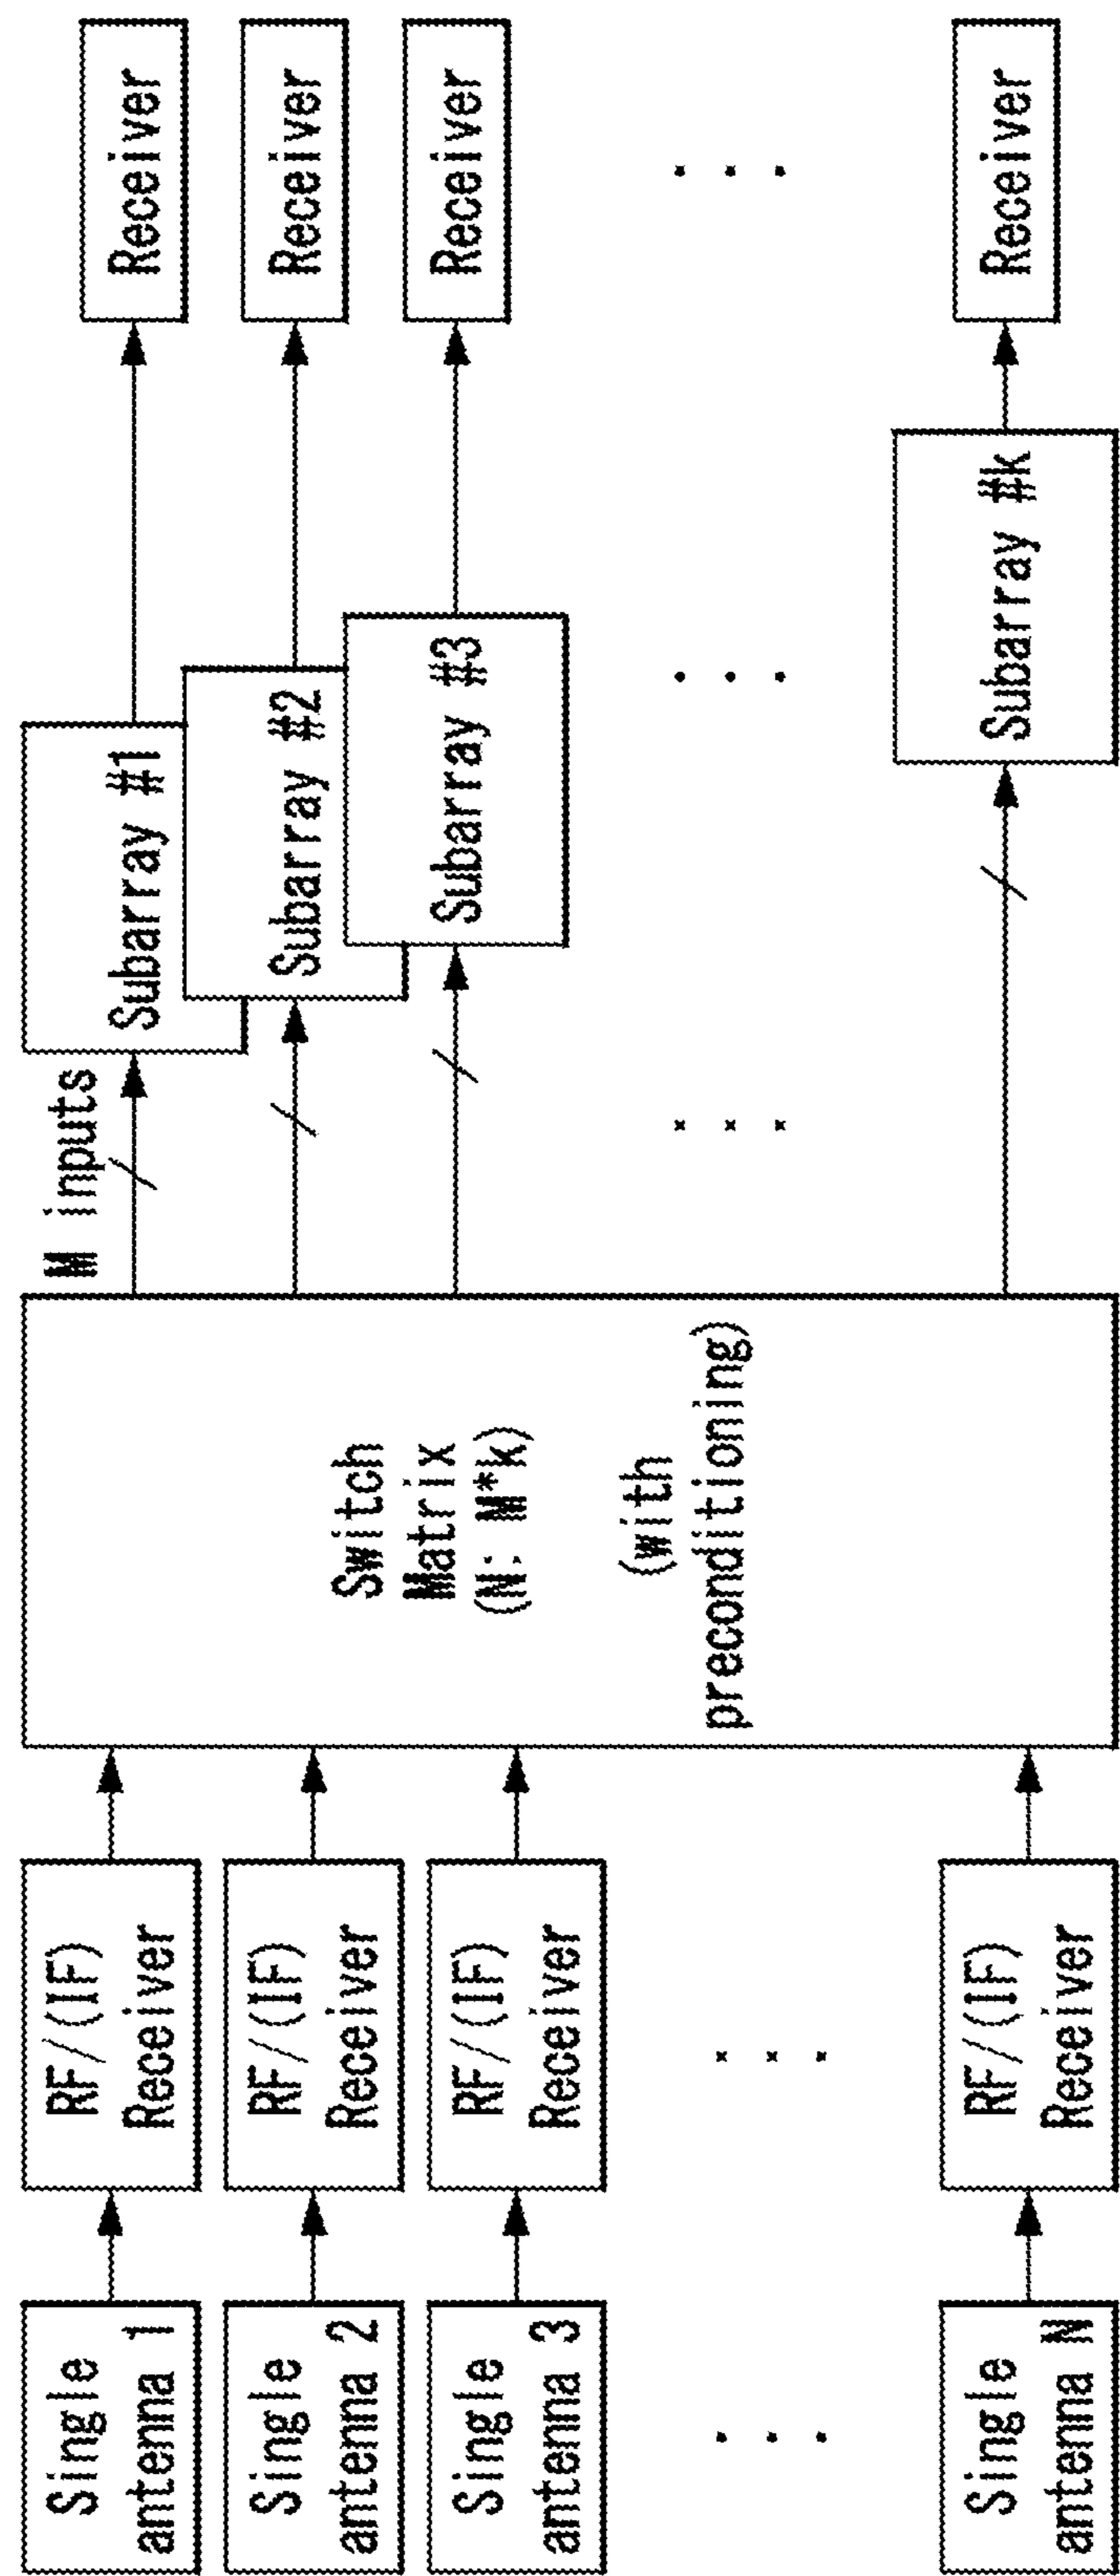 Single
antenna 1
Single
antenna 2
Single
antenna 3
Single
antenna N
RF/(IF)
Receiver
RF/(IF)
Receiver
RF/(IF)
Receiver
RF/(IF)
Receiver
Switch
Matrix
(N: M*k)
(with
preconditioning)
M inputs
Subarray #1
Subarray #2
Subarray #3
Subarray #k
Receiver
Receiver
Receiver
Receiver